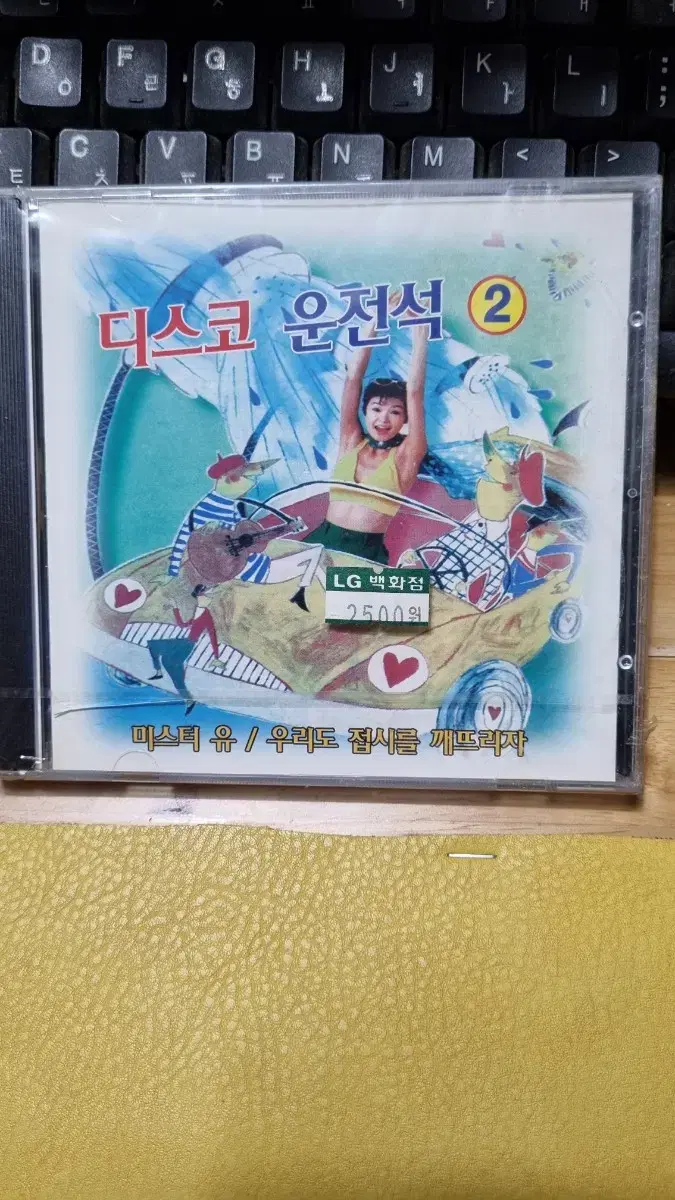 D F G H J K L :
ㅇ ㄹ ㅎ ㅗ ㅓ ㅏ ㅣ ;
C V B N M < >
ㅌ ㅊ ㅍ ㅠ ㅜ ㅡ
디스코 운전석 2
LG 백화점
2500원
미스터 유 / 우리도 접시를 깨뜨리자